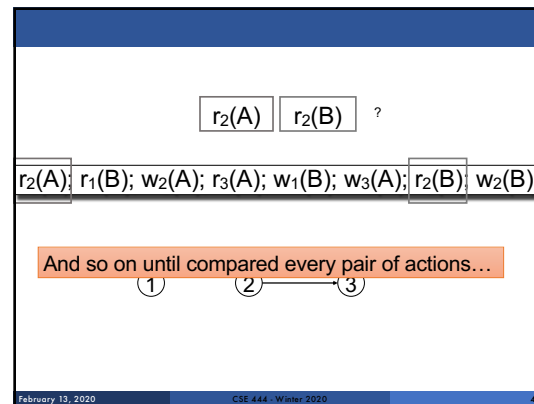 r₂(A) r₂(B) ?
r₂(A); r₁(B); w₂(A); r₃(A); w₁(B); w₃(A); r₂(B); w₂(B)
And so on until compared every pair of actions…
1 2 3
February 13, 2020 CSE 444 - Winter 2020 4